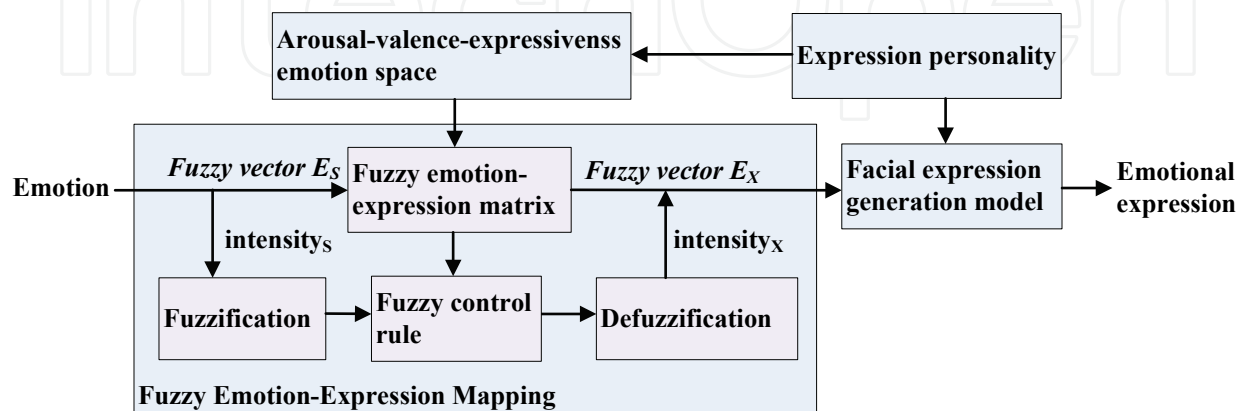 IntechOpen
Arousal-valence-expressivenss
emotion space
Expression personality
Fuzzy vector E_S
Fuzzy emotion-
expression matrix
Fuzzy vector E_X
Facial expression
generation model
Emotion
Emotional
expression
intensity_S
intensity_X
Fuzzification
Fuzzy control
rule
Defuzzification
Fuzzy Emotion-Expression Mapping